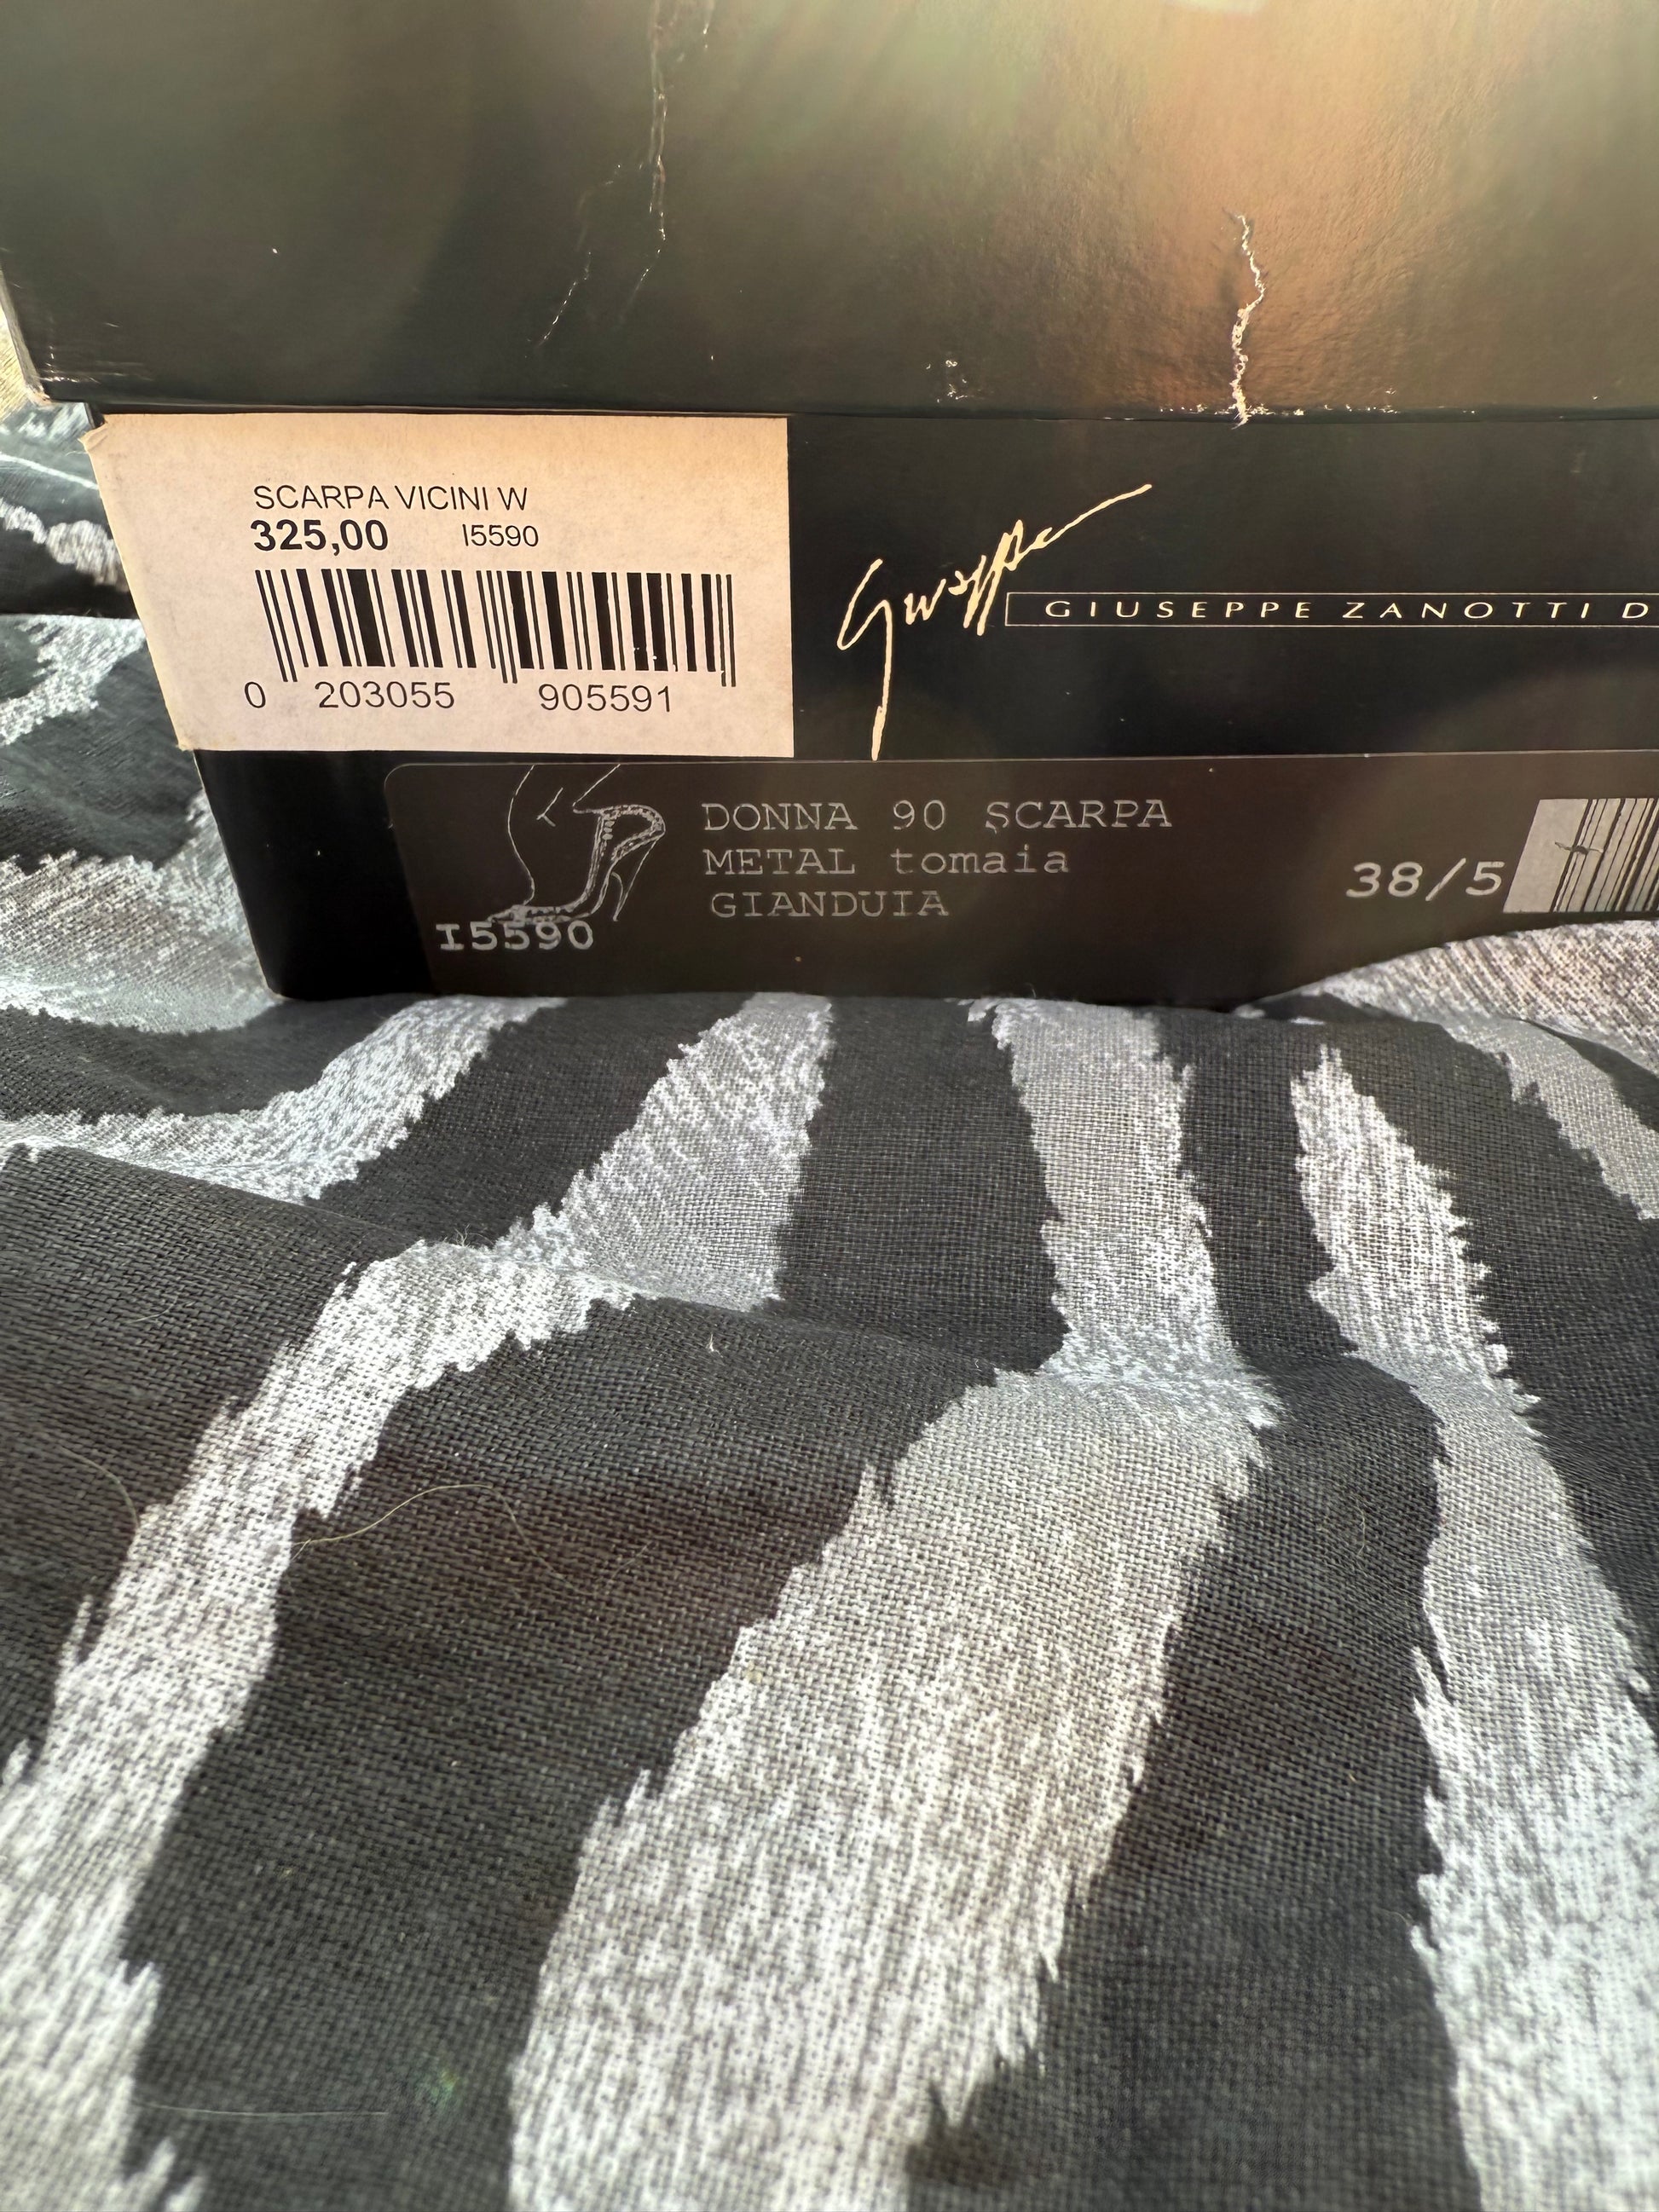 SCARPA VICINI W
325,00 I5590
0 203055 905591
Giuseppe
GIUSEPPE ZANOTTI D
DONNA 90 SCARPA
METAL tomaia
GIANDUIA
38/5
I5590